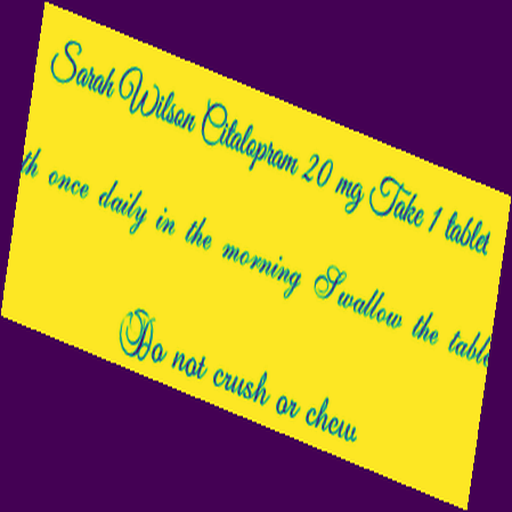 Sarah Wilson Citalopram 20 mg Take 1 tablet
once daily in the morning Swallow the
Do not crush or chew